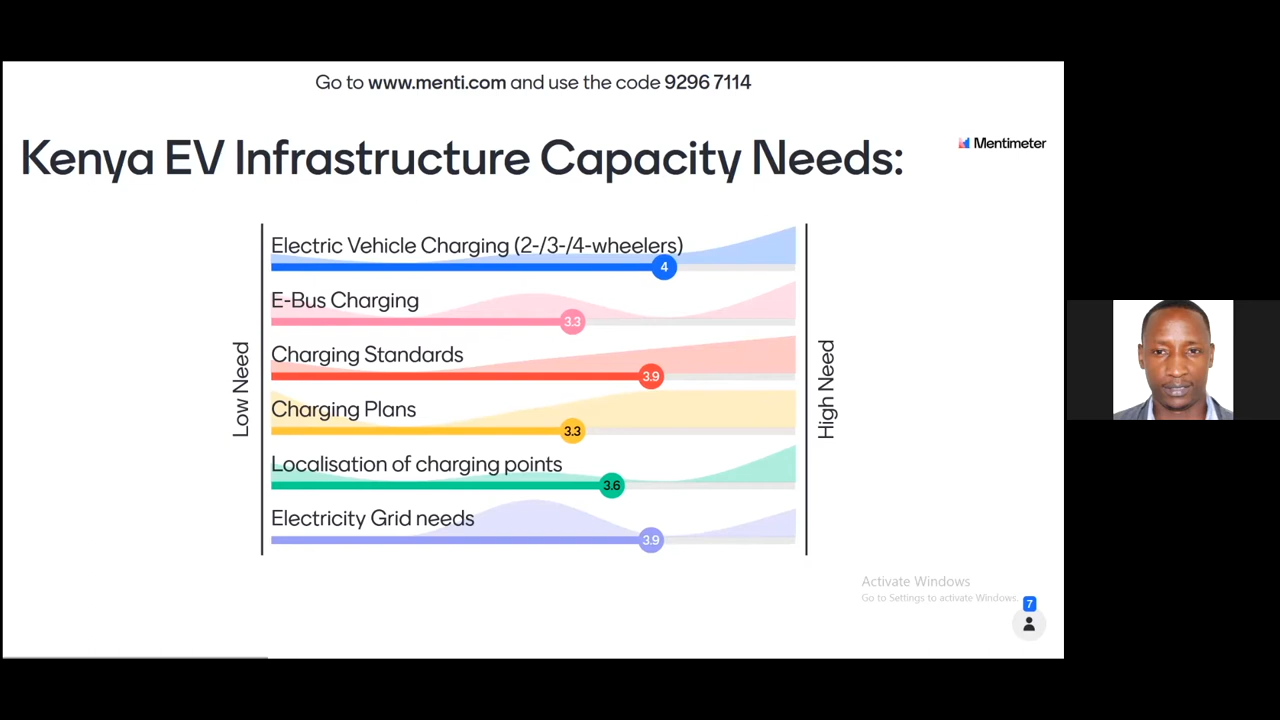 Go to www.menti.com and use the code 9296 7114
Kenya EV Infrastructure Capacity Needs:
Mentimeter
Electric Vehicle Charging (2-/3-/4-wheelers)
4
E-Bus Charging
3.3
Charging Standards
3.9
Charging Plans
3.3
Localisation of charging points
3.6
Electricity Grid needs
3.9
Low Need
High Need
Activate Windows
Go to Settings to activate Windows.
7